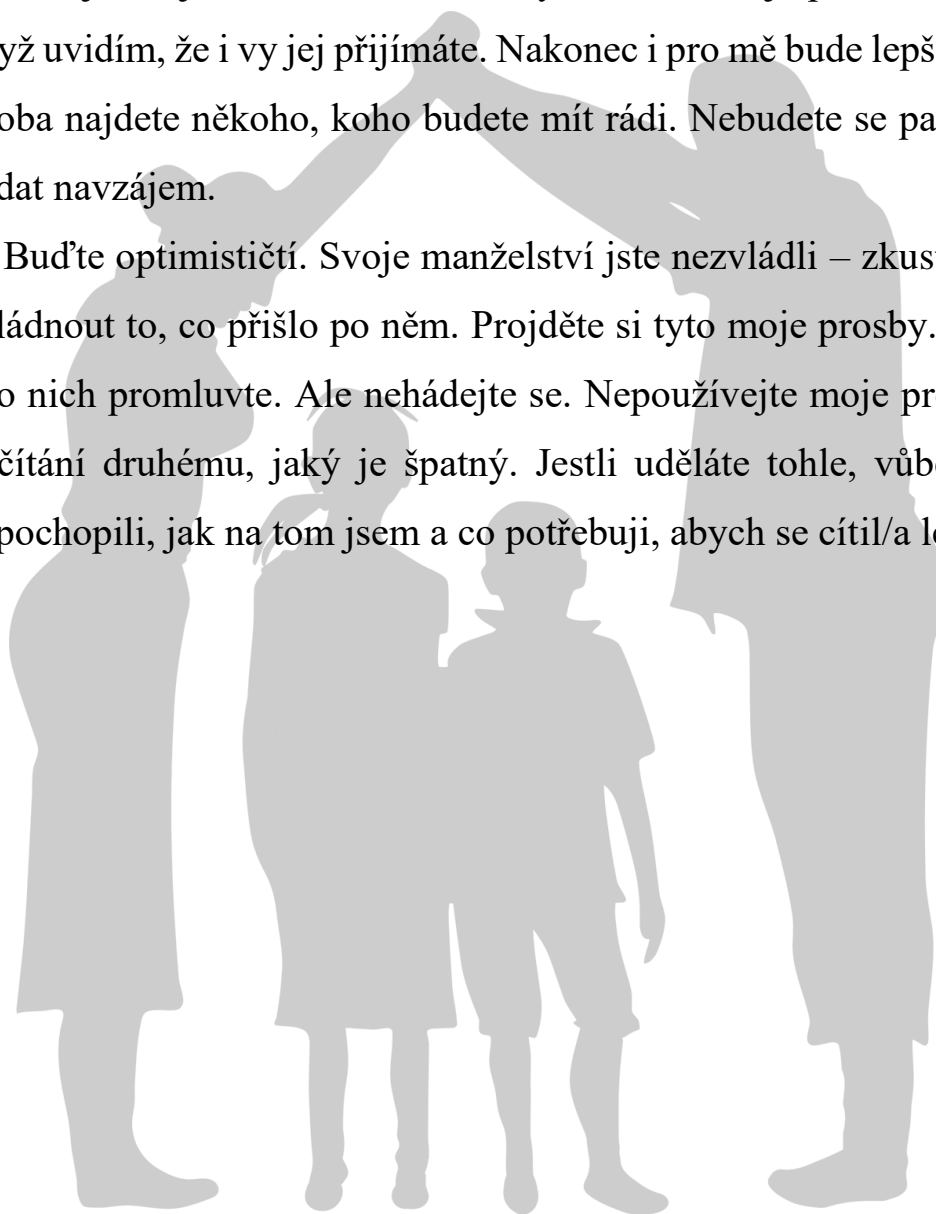 yž uvidím, že i vy jej přijímáte. Nakonec i pro mě bude lepš
oba najdete někoho, koho budete mít rádi. Nebudete se pa
dat navzájem.
Buďte optimističtí. Svoje manželství jste nezvládli – zkus
ládnout to, co přišlo po něm. Projděte si tyto moje prosby.
o nich promluvte. Ale nehádejte se. Nepoužívejte moje pr
čítání druhému, jaký je špatný. Jestli uděláte tohle, vůb
pochopili, jak na tom jsem a co potřebuji, abych se cítil/a l